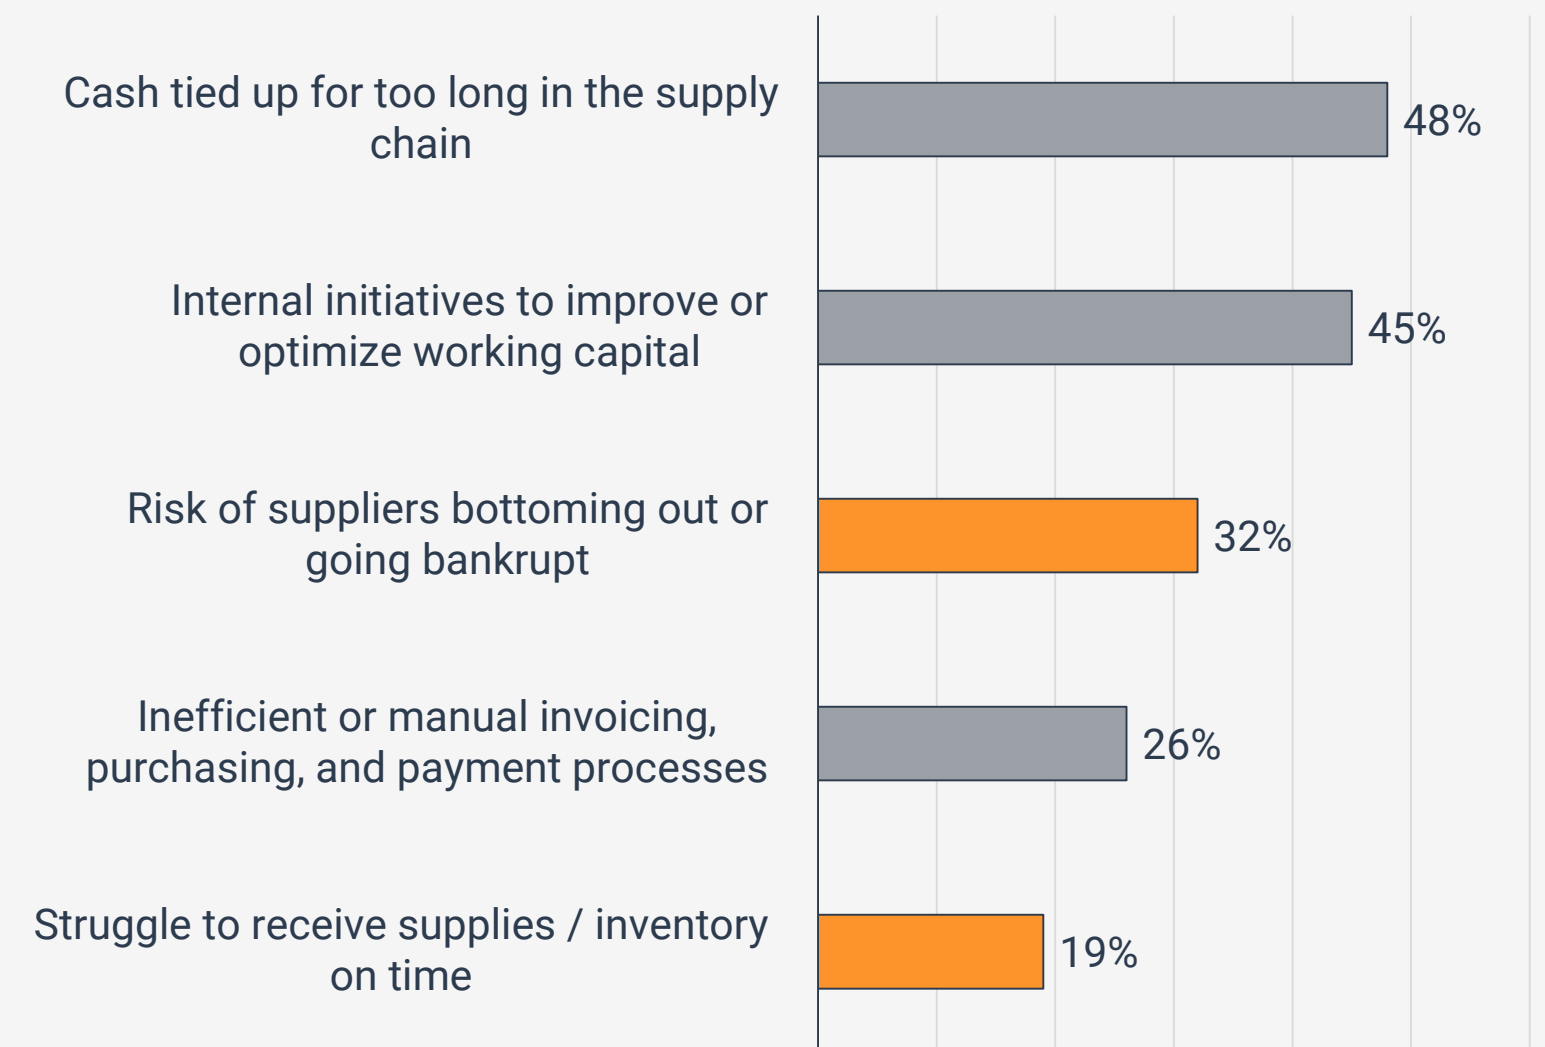 Cash tied up for too long in the supply
chain
48%
Internal initiatives to improve or
optimize working capital
45%
Risk of suppliers bottoming out or
going bankrupt
32%
Inefficient or manual invoicing,
purchasing, and payment processes
26%
Struggle to receive supplies / inventory
on time
19%